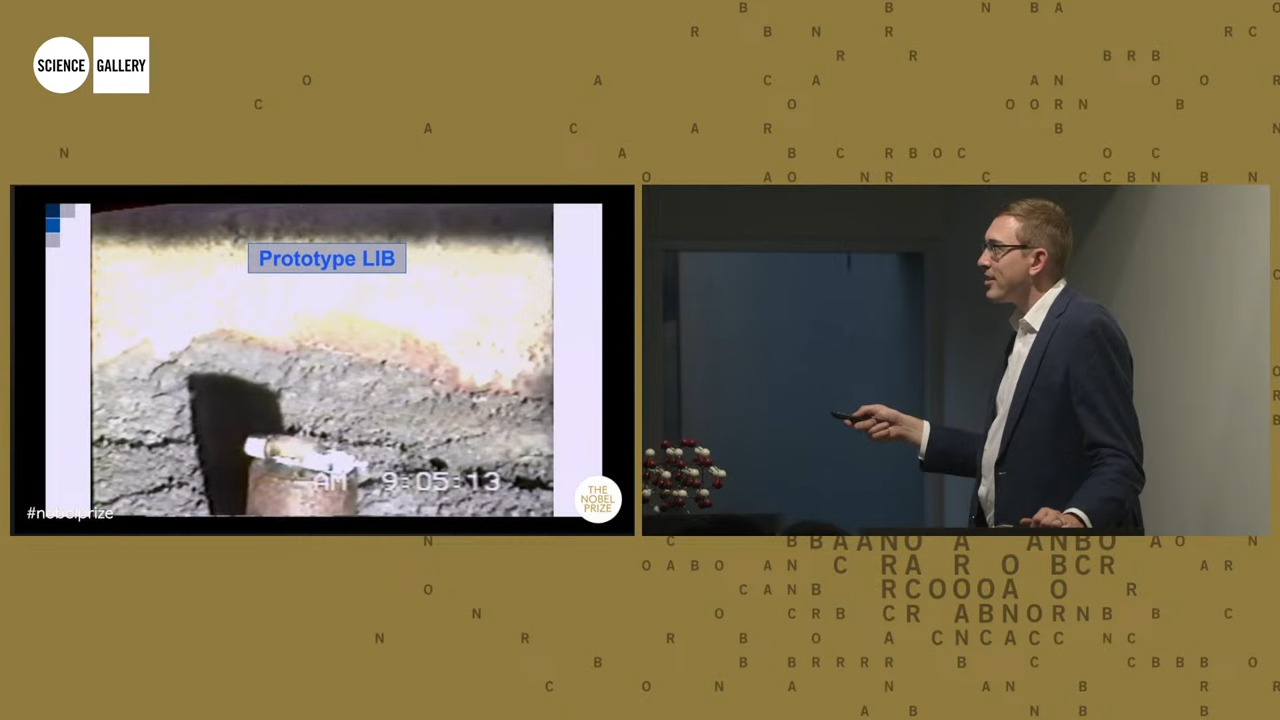 B B N B A O
R B N R R C
R R B R B
SCIENCE GALLERY
O A C A A N O O R
C O O O R N B
A C A R B N
N A B C R B O C O C
O A O N R C C C B N B N
C
Prototype LIB
O
R
B
AM 9:05:13
#nobelprize
THE
NOBEL
PRIZE
N C B B A A N O A A N B O A O N
O A B O A N C R A R O B C R A R
O C A N B R C O O O A O R
N O C R B C R A B N O R N B B C
N R R B O A C N C A C C N C
B B B R R R R B C C B B B O
C O N A N A N B R R
A B N B B